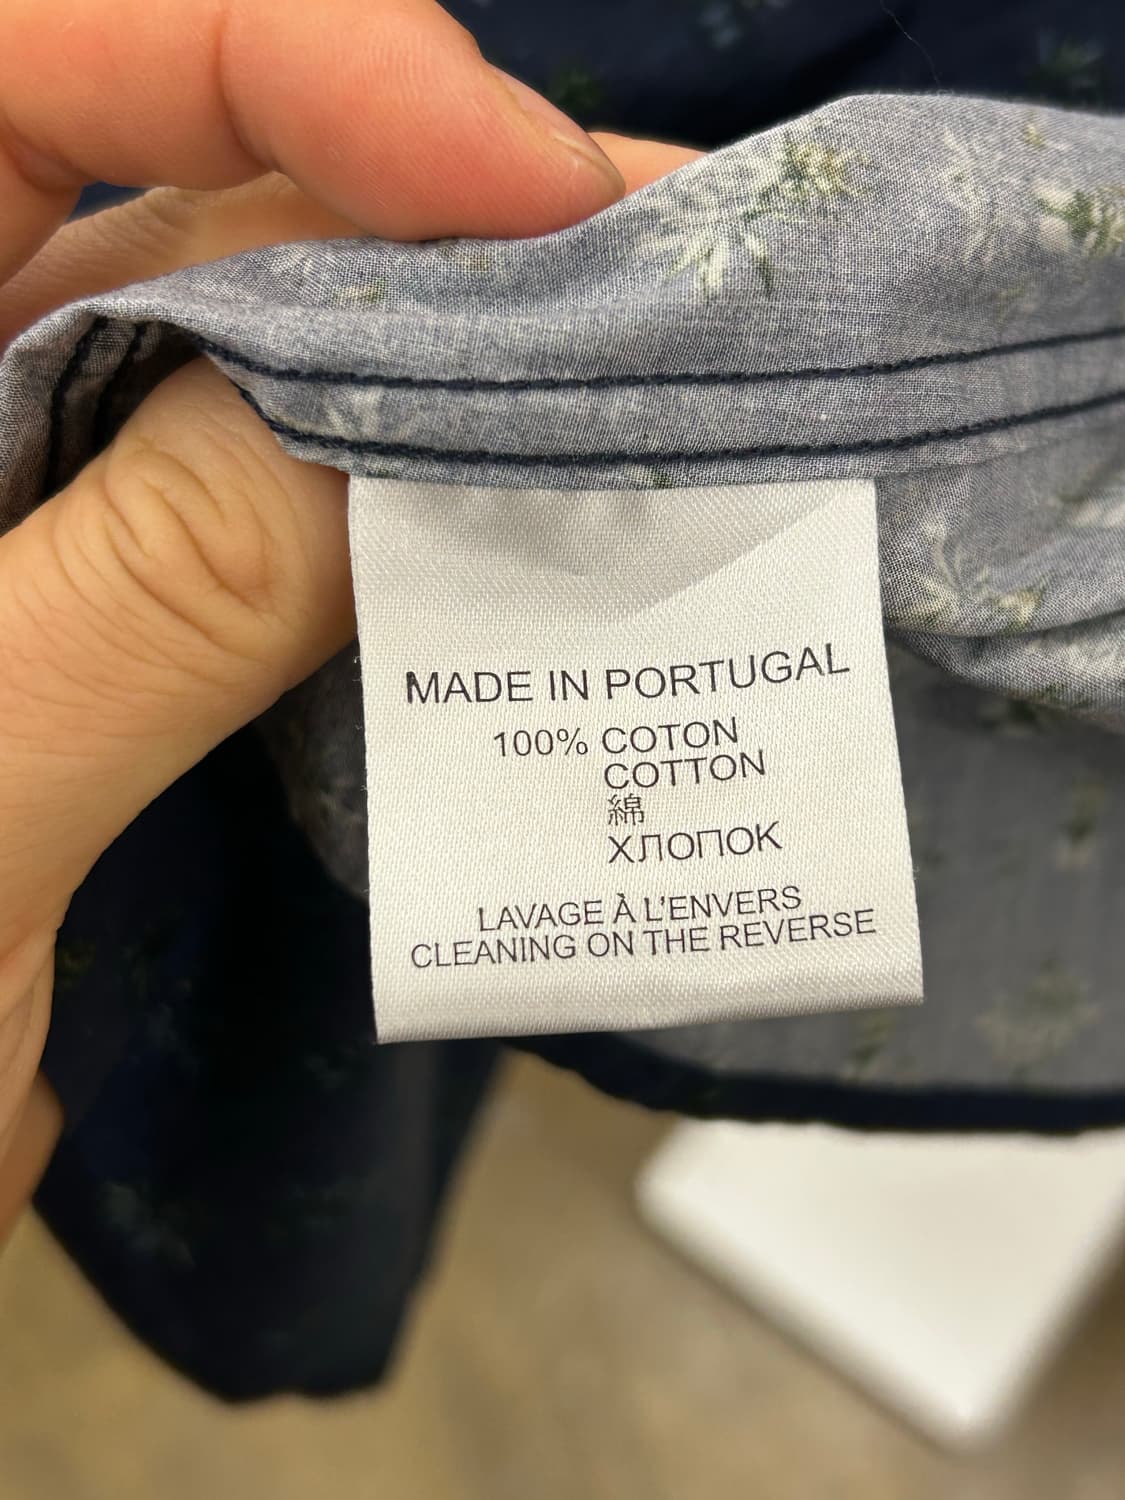 MADE IN PORTUGAL
100% COTON
COTTON
綿
ХЛОПОК
LAVAGE À L'ENVERS
CLEANING ON THE REVERSE